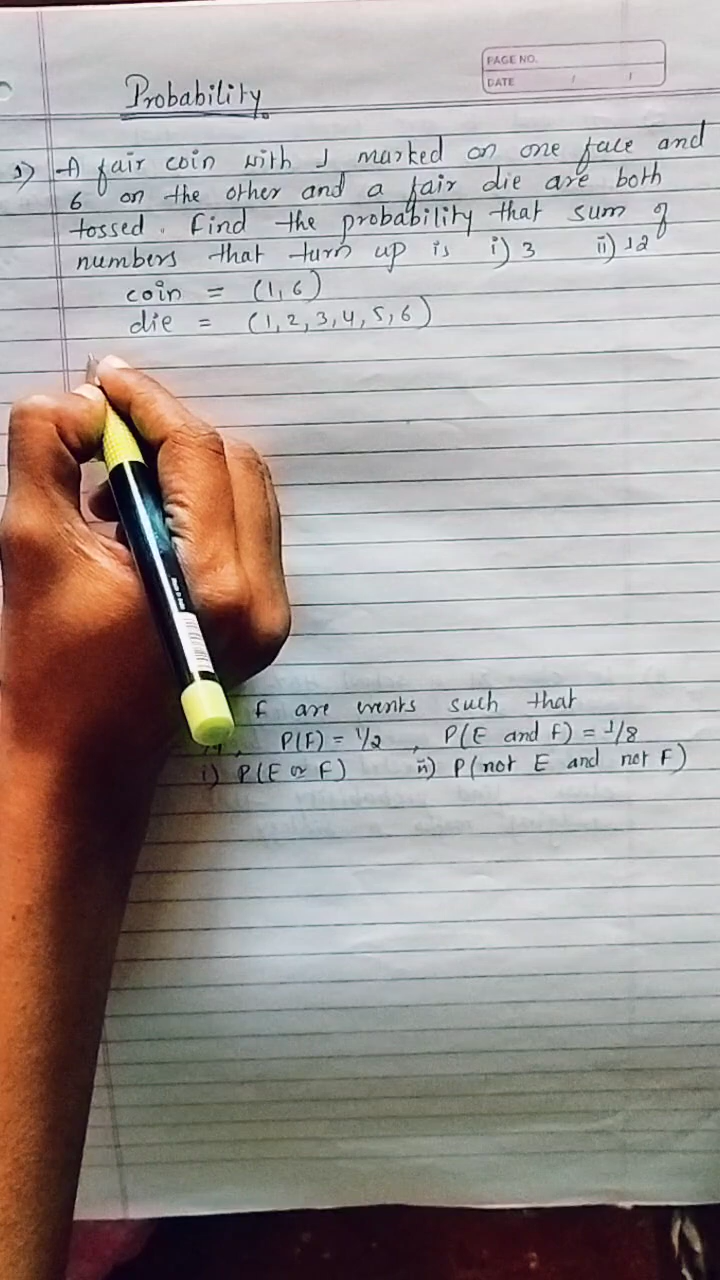 PAGE NO.
DATE / /
Probability
1) A fair coin with 1 marked on one face and
6 on the other and a fair die are both
tossed. find the probability that sum of
numbers that turn up is i) 3 ii) 12
coin = (1, 6)
die = (1, 2, 3, 4, 5, 6)
F are events such that
P(F) = 1/2 , P(E and F) = 1/8
i) P(E or F) ii) P(not E and not F)